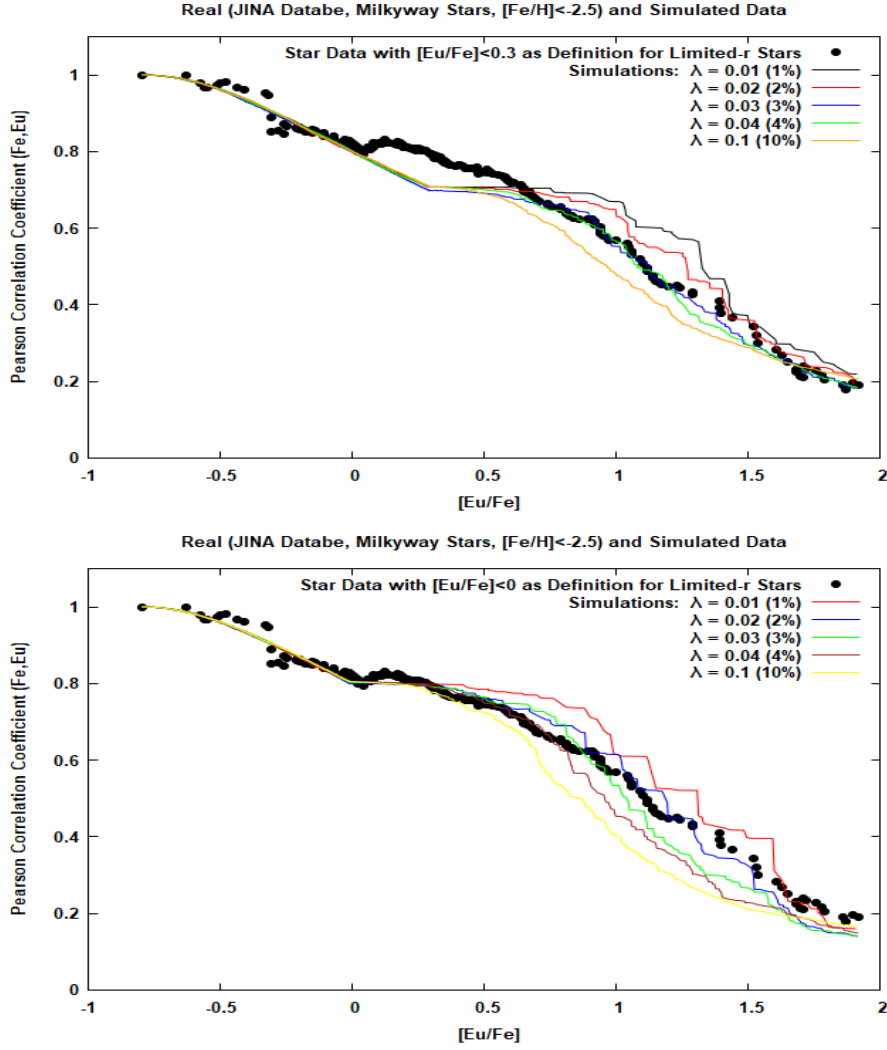 Real (JINA Databe, Milkyway Stars, [Fe/H]<-2.5) and Simulated Data
Star Data with [Eu/Fe]<0.3 as Definition for Limited-r Stars
Simulations: λ = 0.01 (1%)
λ = 0.02 (2%)
λ = 0.03 (3%)
λ = 0.04 (4%)
λ = 0.1 (10%)
Pearson Correlation Coefficient (Fe,Eu)
1
0.8
0.6
0.4
0.2
0
-1 -0.5 0 0.5 1 1.5 2
[Eu/Fe]
Real (JINA Databe, Milkyway Stars, [Fe/H]<-2.5) and Simulated Data
Star Data with [Eu/Fe]<0 as Definition for Limited-r Stars
Simulations: λ = 0.01 (1%)
λ = 0.02 (2%)
λ = 0.03 (3%)
λ = 0.04 (4%)
λ = 0.1 (10%)
Pearson Correlation Coefficient (Fe,Eu)
1
0.8
0.6
0.4
0.2
0
-1 -0.5 0 0.5 1 1.5 2
[Eu/Fe]